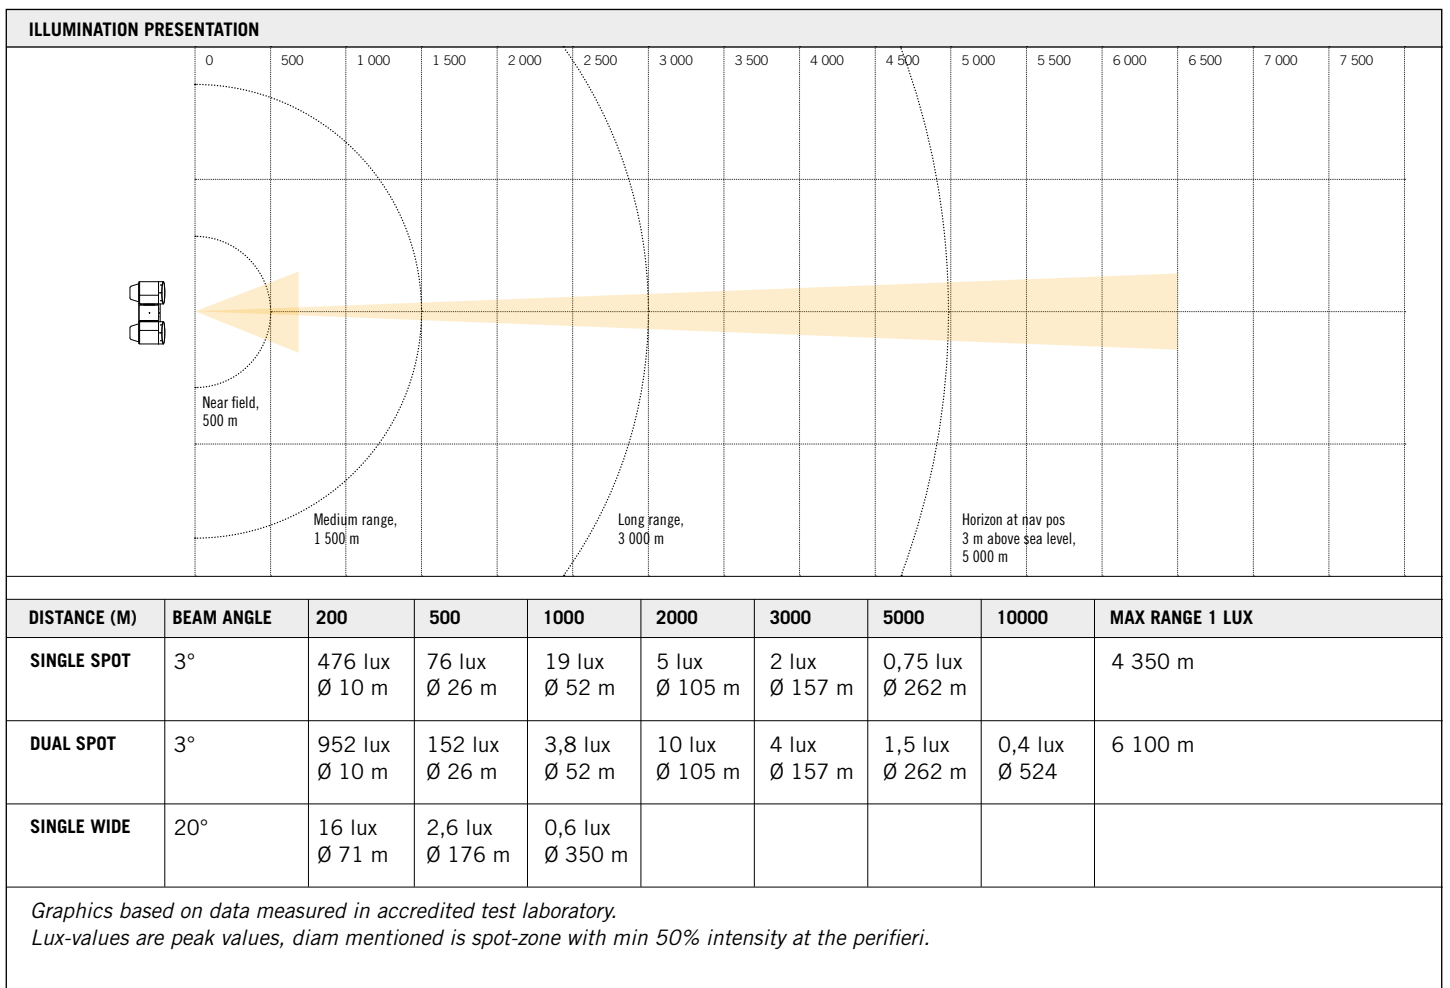 ILLUMINATION PRESENTATION
0 500 1 000 1 500 2 000 2 500 3 000 3 500 4 000 4 500 5 000 5 500 6 000 6 500 7 000 7 500
Near field,
500 m
Medium range,
1 500 m
Long range,
3 000 m
Horizon at nav pos
3 m above sea level,
5 000 m
DISTANCE (M) BEAM ANGLE 200 500 1000 2000 3000 5000 10000 MAX RANGE 1 LUX
SINGLE SPOT 3° 476 lux 76 lux 19 lux 5 lux 2 lux 0,75 lux 4 350 m
Ø 10 m Ø 26 m Ø 52 m Ø 105 m Ø 157 m Ø 262 m
DUAL SPOT 3° 952 lux 152 lux 3,8 lux 10 lux 4 lux 1,5 lux 0,4 lux 6 100 m
Ø 10 m Ø 26 m Ø 52 m Ø 105 m Ø 157 m Ø 262 m Ø 524
SINGLE WIDE 20° 16 lux 2,6 lux 0,6 lux
Ø 71 m Ø 176 m Ø 350 m
Graphics based on data measured in accredited test laboratory.
Lux-values are peak values, diam mentioned is spot-zone with min 50% intensity at the perifieri.